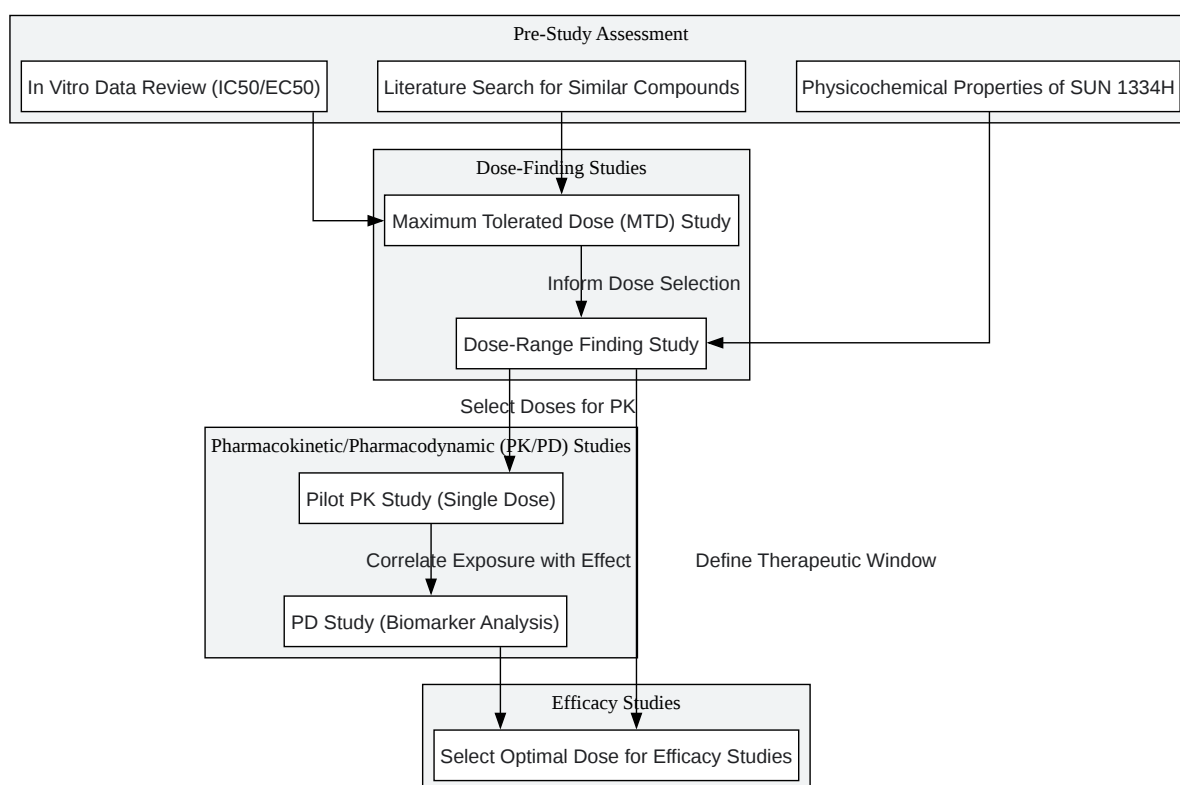 Pre-Study Assessment
In Vitro Data Review (IC50/EC50)
Literature Search for Similar Compounds
Physicochemical Properties of SUN 1334H
Dose-Finding Studies
Maximum Tolerated Dose (MTD) Study
Inform Dose Selection
Dose-Range Finding Study
Select Doses for PK
Pharmacokinetic/Pharmacodynamic (PK/PD) Studies
Pilot PK Study (Single Dose)
Correlate Exposure with Effect
Define Therapeutic Window
PD Study (Biomarker Analysis)
Efficacy Studies
Select Optimal Dose for Efficacy Studies